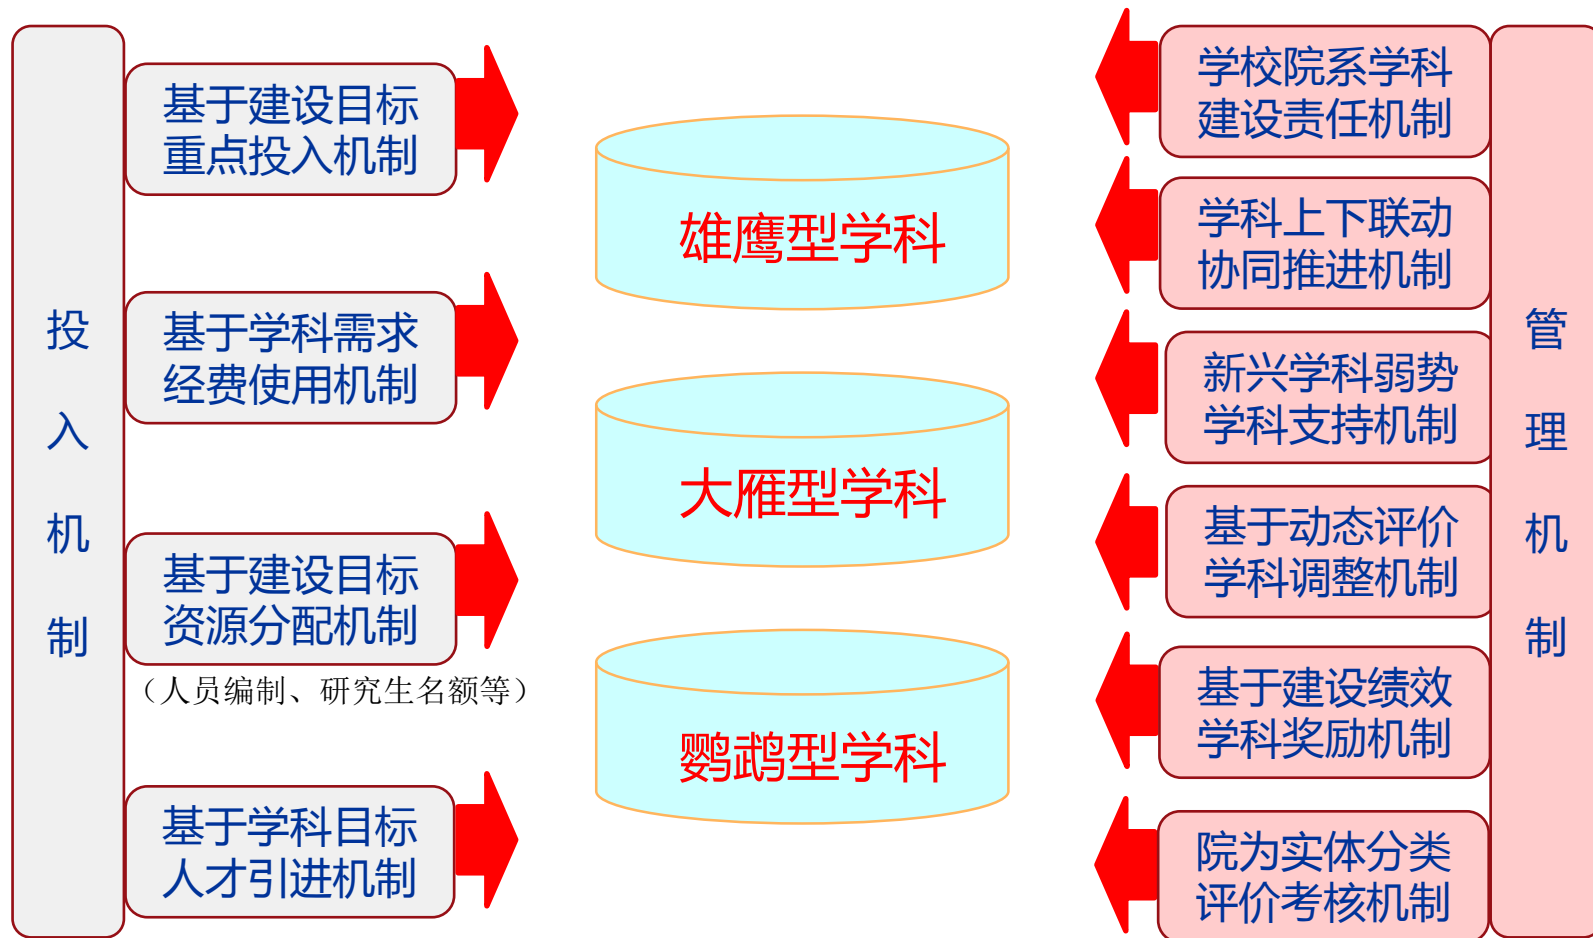 投入机制
基于建设目标
重点投入机制
基于学科需求
经费使用机制
基于建设目标
资源分配机制
（人员编制、研究生名额等）
基于学科目标
人才引进机制
雄鹰型学科
大雁型学科
鹦鹉型学科
学校院系学科
建设责任机制
学科上下联动
协同推进机制
新兴学科弱势
学科支持机制
基于动态评价
学科调整机制
基于建设绩效
学科奖励机制
院为实体分类
评价考核机制
管理机制